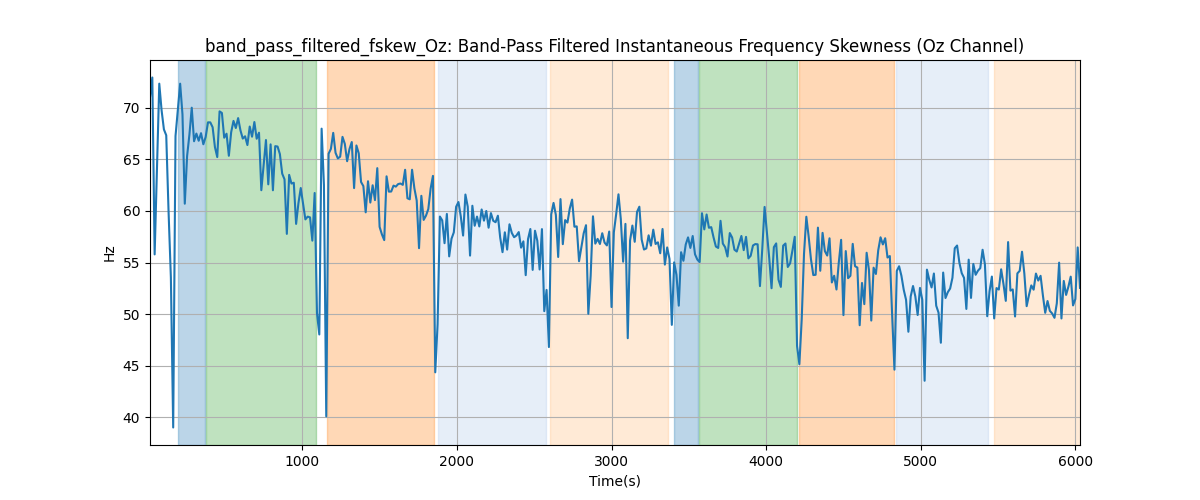 band_pass_filtered_fskew_Oz: Band-Pass Filtered Instantaneous Frequency Skewness (Oz Channel)
70
65
60
55
50
45
40
Hz
1000 2000 3000 4000 5000 6000
Time(s)